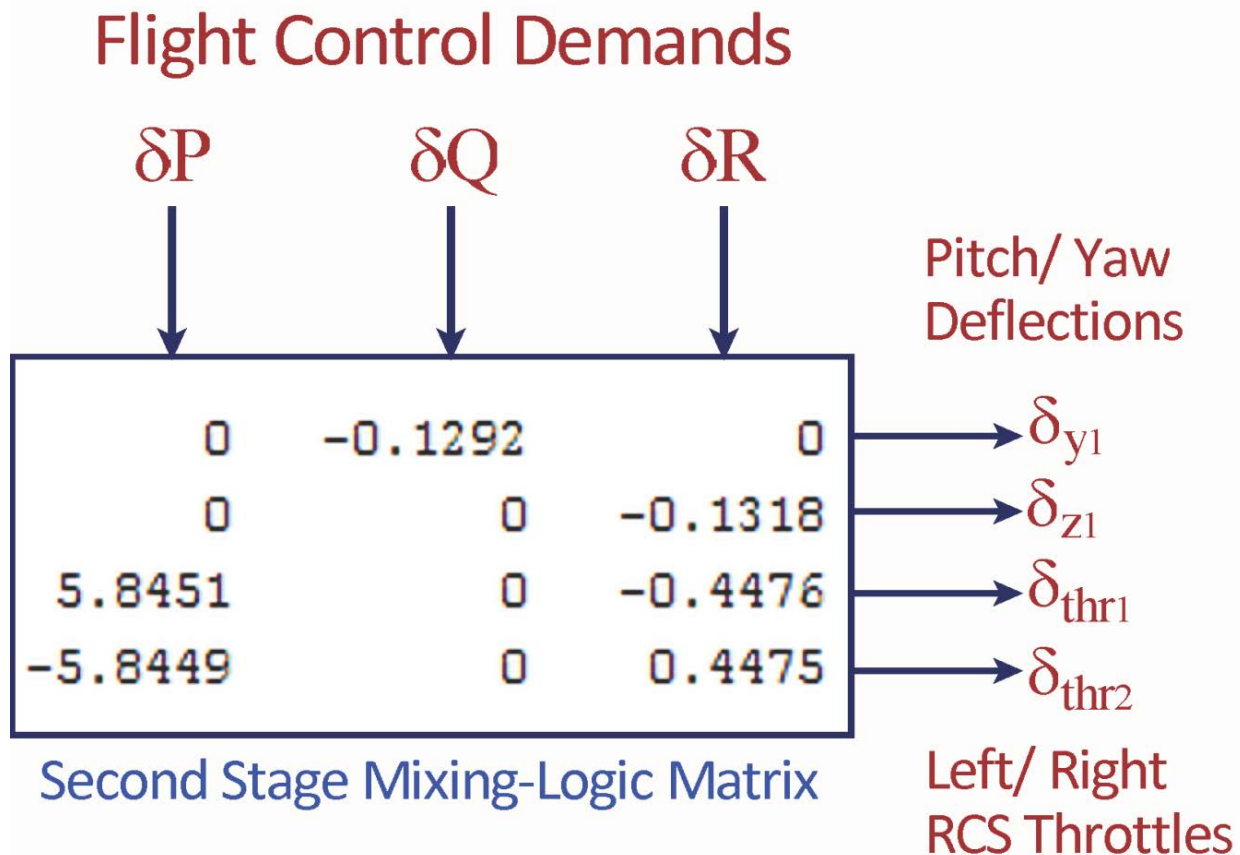 Flight Control Demands
δP δQ δR
Pitch/ Yaw
Deflections
0 -0.1292 0 δy1
0 0 -0.1318 δz1
5.8451 0 -0.4476 δthr1
-5.8449 0 0.4475 δthr2
Second Stage Mixing-Logic Matrix
Left/ Right
RCS Throttles